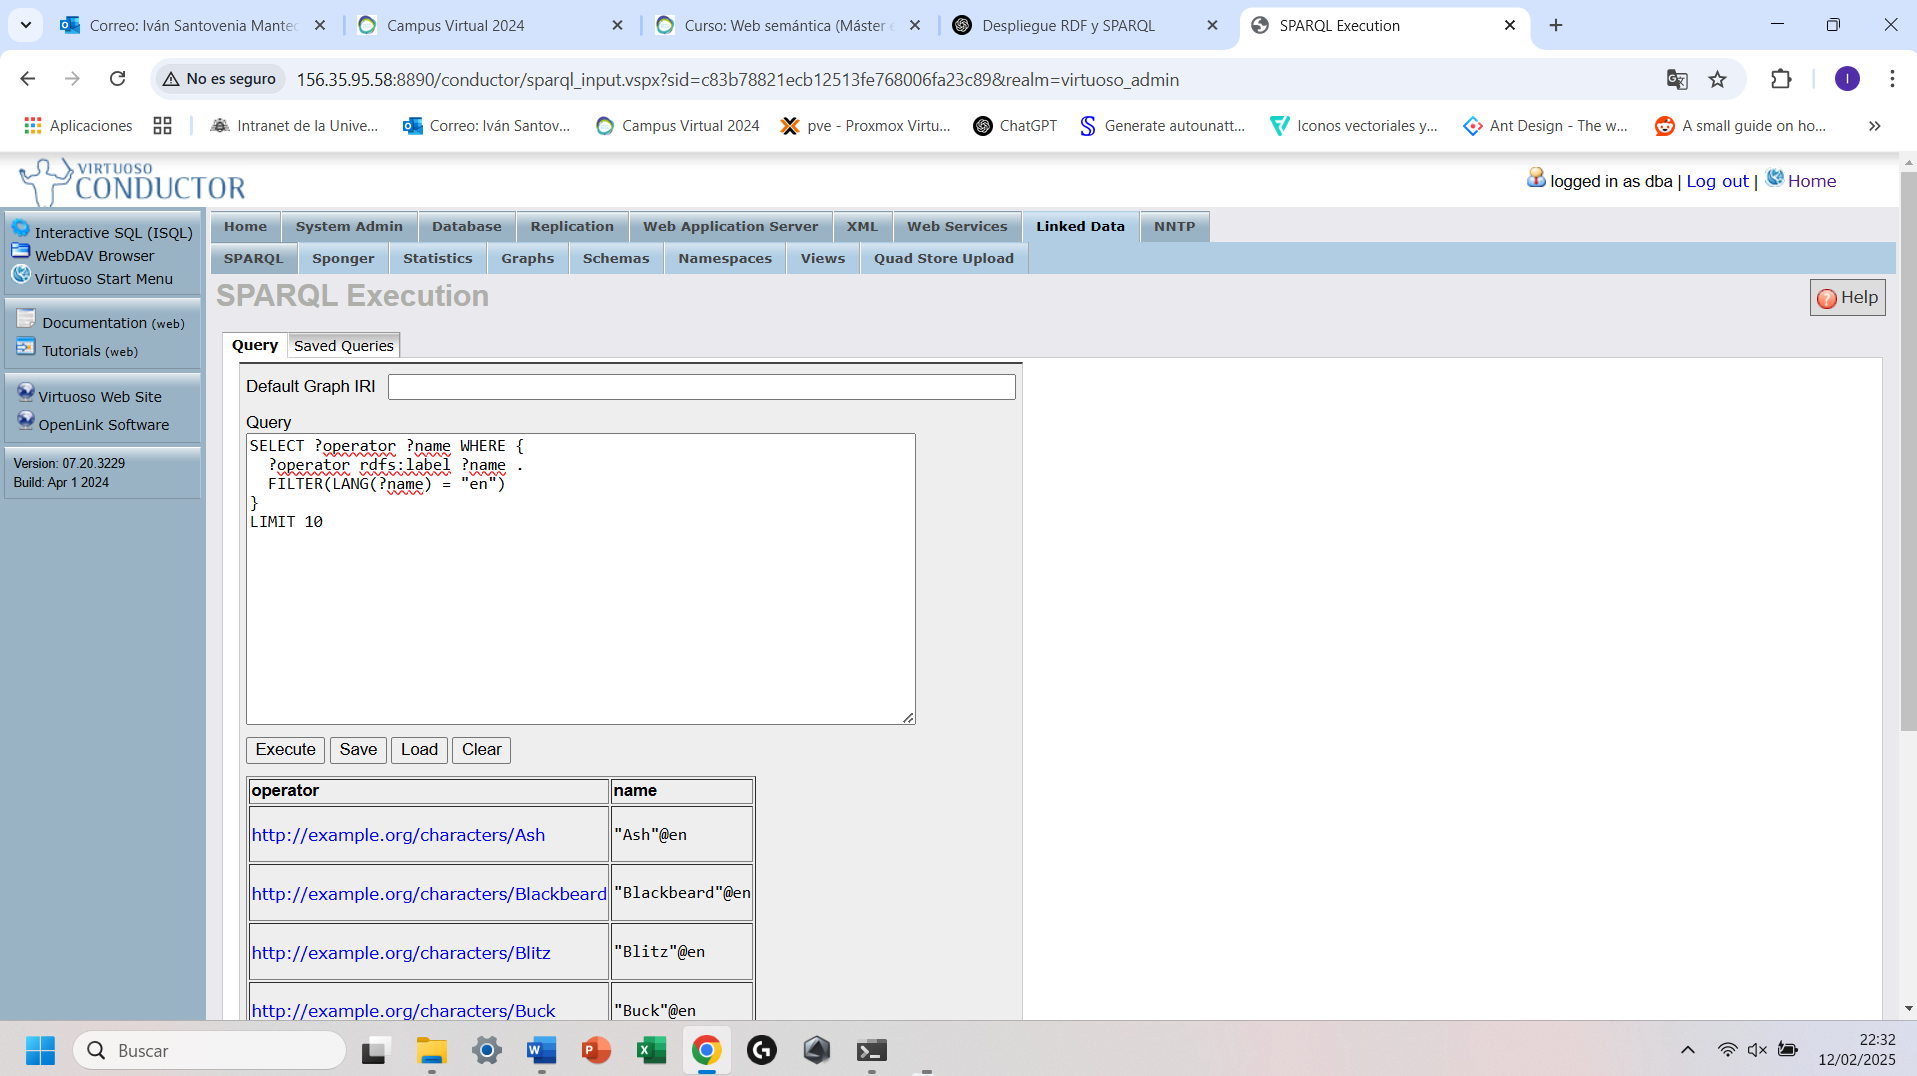 Correo: Iván Santovenia Mantec
Campus Virtual 2024
Curso: Web semántica (Máster e
Despliegue RDF y SPARQL
SPARQL Execution
No es seguro
156.35.95.58:8890/conductor/sparql_input.vspx?sid=c83b78821ecb12513fe768006fa23c89&realm=virtuoso_admin
I
Aplicaciones
Intranet de la Unive...
Correo: Iván Santov...
Campus Virtual 2024
pve - Proxmox Virtu...
ChatGPT
Generate autounatt...
Iconos vectoriales y...
Ant Design - The w...
A small guide on ho...
VIRTUOSO
CONDUCTOR
logged in as dba | Log out | Home
Interactive SQL (ISQL)
WebDAV Browser
Virtuoso Start Menu
Documentation (web)
Tutorials (web)
Virtuoso Web Site
OpenLink Software
Version: 07.20.3229
Build: Apr 1 2024
Home
System Admin
Database
Replication
Web Application Server
XML
Web Services
Linked Data
NNTP
SPARQL
Sponger
Statistics
Graphs
Schemas
Namespaces
Views
Quad Store Upload
SPARQL Execution
Help
Query
Saved Queries
Default Graph IRI
Query
SELECT ?operator ?name WHERE {
?operator rdfs:label ?name .
FILTER(LANG(?name) = "en")
}
LIMIT 10
Execute
Save
Load
Clear
operator
name
http://example.org/characters/Ash
"Ash"@en
http://example.org/characters/Blackbeard
"Blackbeard"@en
http://example.org/characters/Blitz
"Blitz"@en
http://example.org/characters/Buck
"Buck"@en
Buscar
22:32
12/02/2025